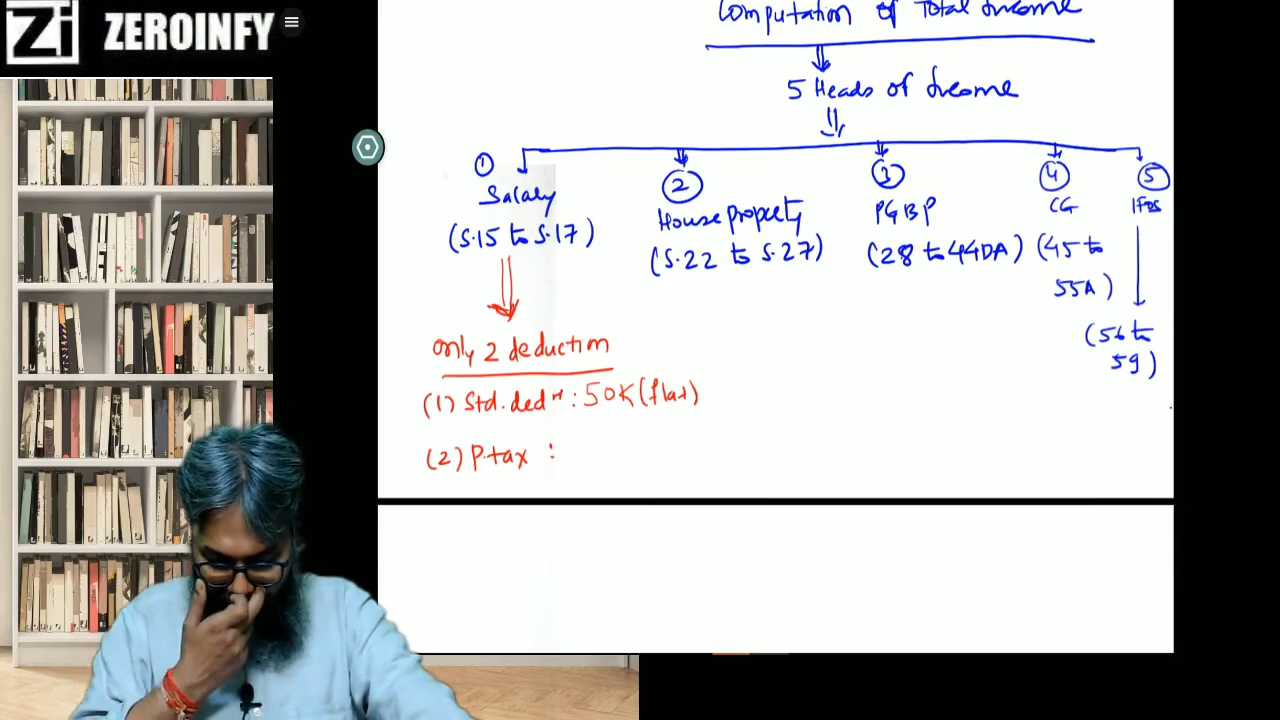 Zi ZEROINFY
Computation of Total Income
5 Heads of Income
① Salary
(S.15 to S.17)
② House property
(S.22 to S.27)
③ PGBP
(28 to 44DA)
④ CG
(45 to
55A)
⑤ IFOS
(56 to
59)
only 2 deduction
(1) Std. dedn : 50K (flat)
(2) P.tax :